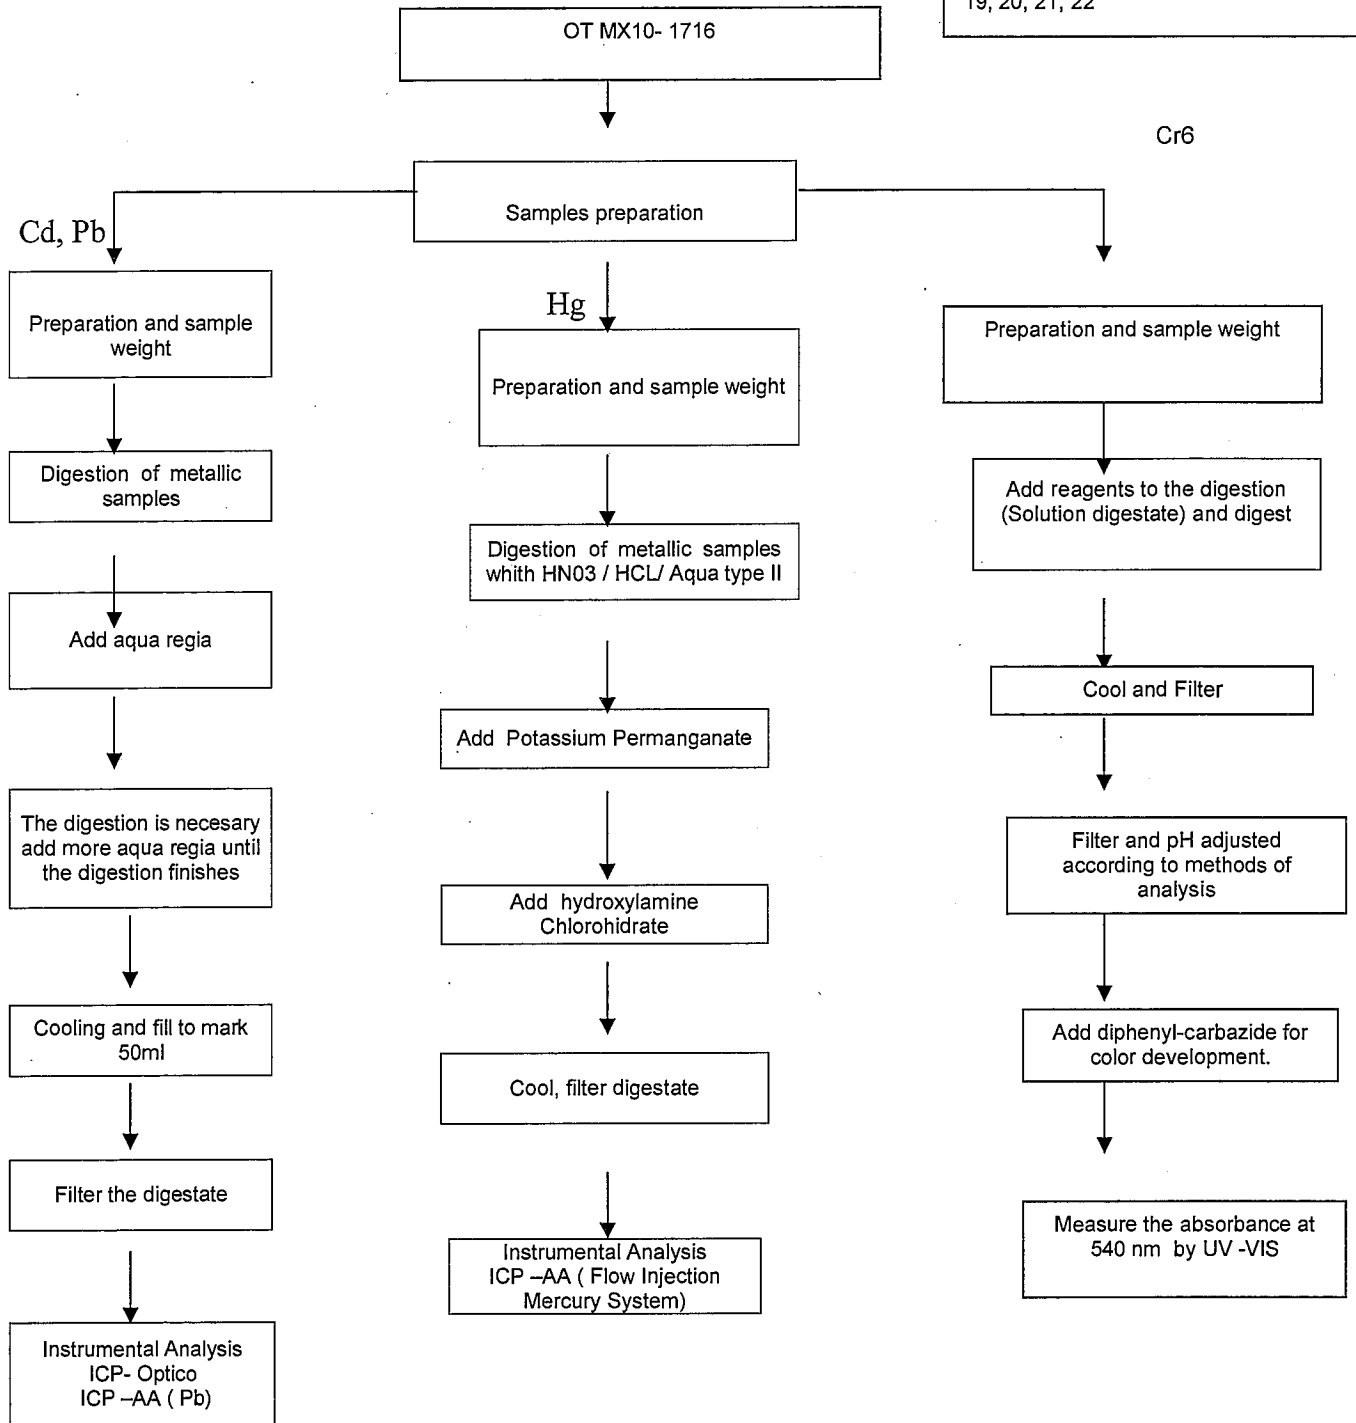 19, 20, 21, 22
OT MX10- 1716
Cr6
Samples preparation
Cd, Pb
Preparation and sample
weight
Digestion of metallic
samples
Add aqua regia
The digestion is necesary
add more aqua regia until
the digestion finishes
Cooling and fill to mark
50ml
Filter the digestate
Instrumental Analysis
ICP- Optico
ICP –AA ( Pb)
Hg
Preparation and sample weight
Digestion of metallic samples
whith HN03 / HCL/ Aqua type II
Add Potassium Permanganate
Add hydroxylamine
Chlorohidrate
Cool, filter digestate
Instrumental Analysis
ICP –AA ( Flow Injection
Mercury System)
Preparation and sample weight
Add reagents to the digestion
(Solution digestate) and digest
Cool and Filter
Filter and pH adjusted
according to methods of
analysis
Add diphenyl-carbazide for
color development.
Measure the absorbance at
540 nm by UV -VIS